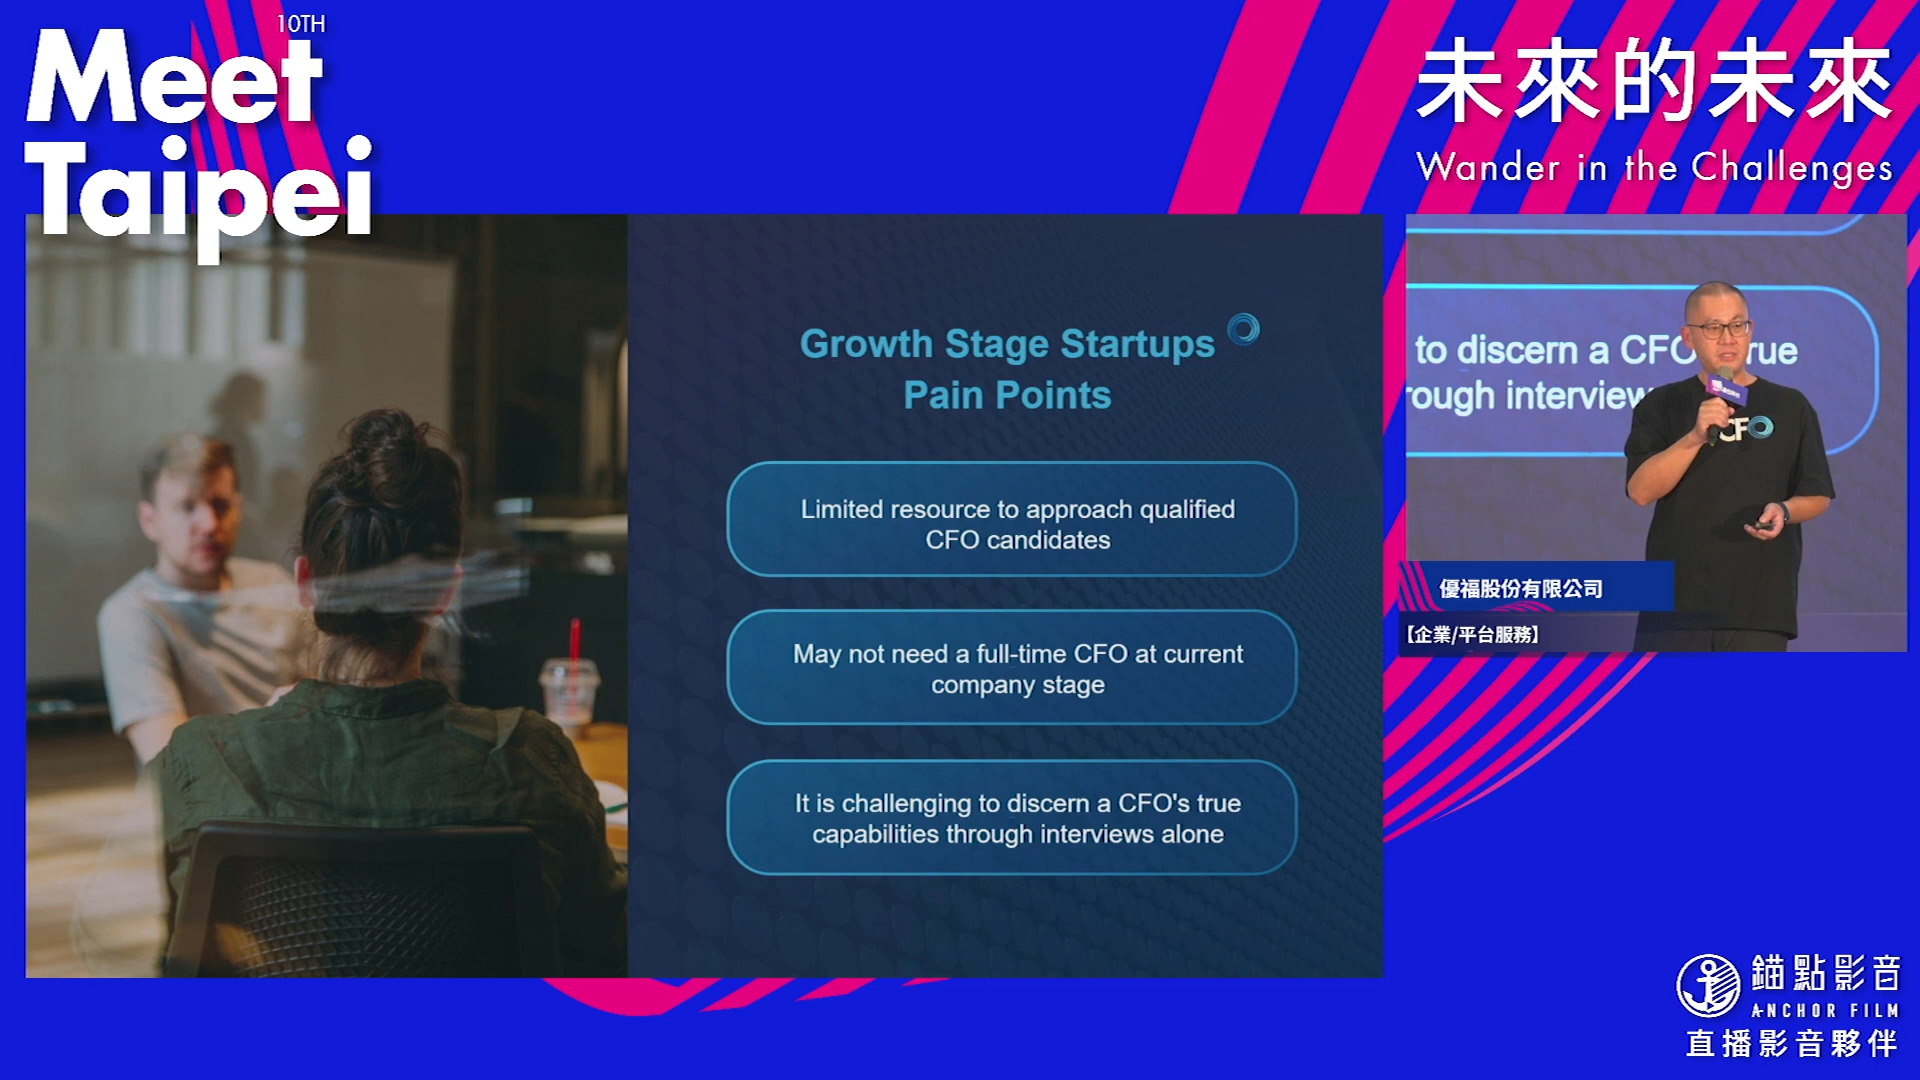 10TH
Meet
Taipei
未來的未來
Wander in the Challenges
Growth Stage Startups
Pain Points
Limited resource to approach qualified
CFO candidates
May not need a full-time CFO at current
company stage
It is challenging to discern a CFO's true
capabilities through interviews alone
to discern a CFO
rue
rough interview
CFO
優福股份有限公司
【企業/平台服務】
錨點影音
ANCHOR FILM
直播影音夥伴